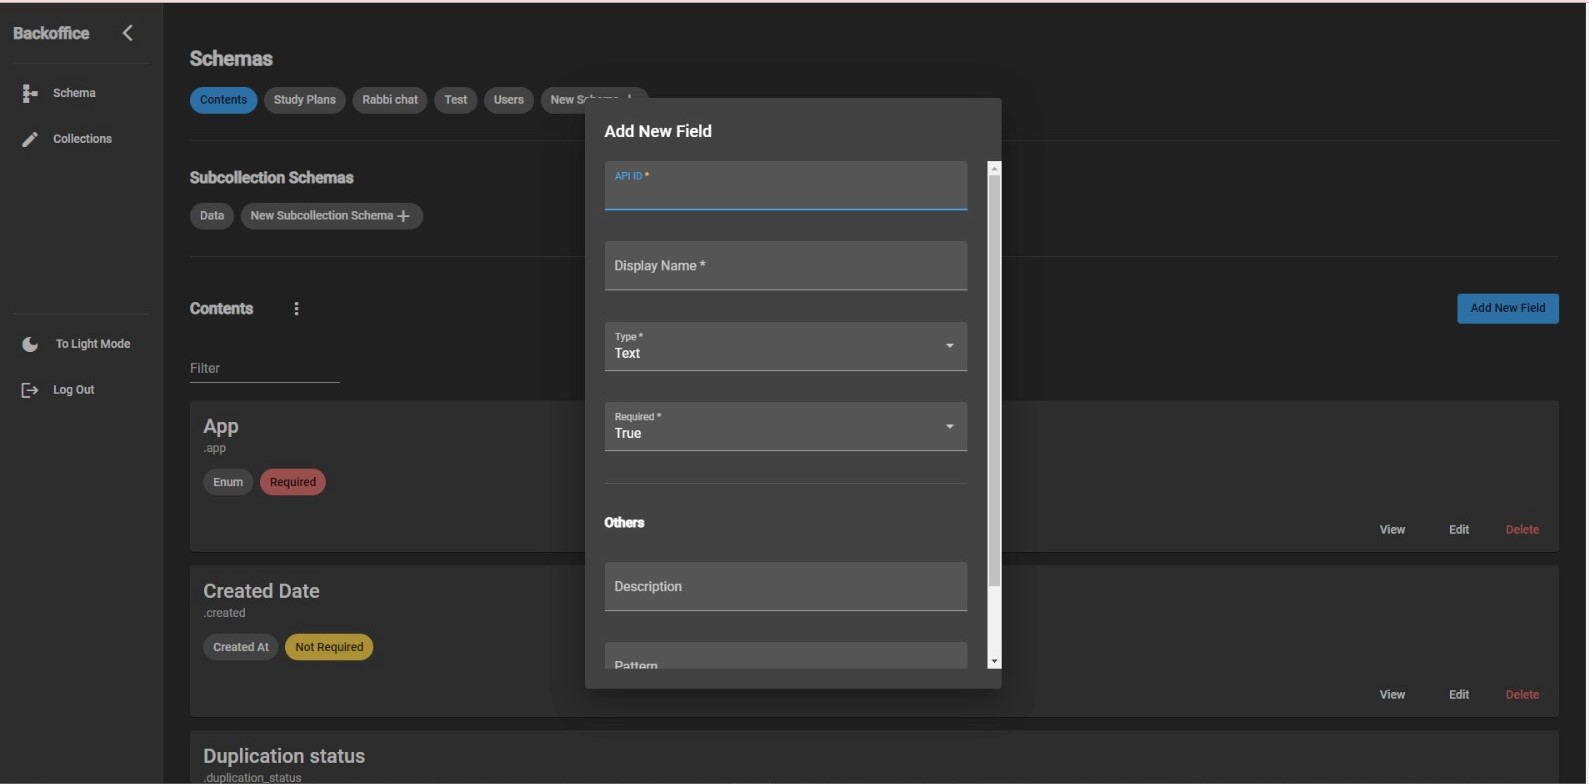 Backoffice
Schema
Collections
To Light Mode
Log Out
Schemas
Contents Study Plans Rabbi chat Test Users New Schema +
Subcollection Schemas
Data New Subcollection Schema +
Contents
Add New Field
Filter
App
.app
Enum Required
View Edit Delete
Created Date
.created
Created At Not Required
View Edit Delete
Duplication status
.duplication_status
Add New Field
API ID *
Display Name *
Type *
Text
Required *
True
Others
Description
Pattern